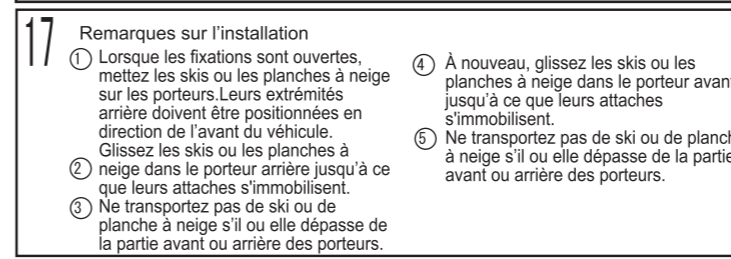 17 Remarques sur l'installation
① Lorsque les fixations sont ouvertes,
mettez les skis ou les planches à neige
sur les porteurs.Leurs extrémités
arrière doivent être positionnées en
direction de l'avant du véhicule.
Glissez les skis ou les planches à
② neige dans le porteur arrière jusqu'à ce
que leurs attaches s'immobilisent.
③ Ne transportez pas de ski ou de
planche à neige s'il ou elle dépasse de
la partie avant ou arrière des porteurs.
④ À nouveau, glissez les skis ou les
planches à neige dans le porteur avant
jusqu'à ce que leurs attaches
s'immobilisent.
⑤ Ne transportez pas de ski ou de planch
à neige s'il ou elle dépasse de la partie
avant ou arrière des porteurs.